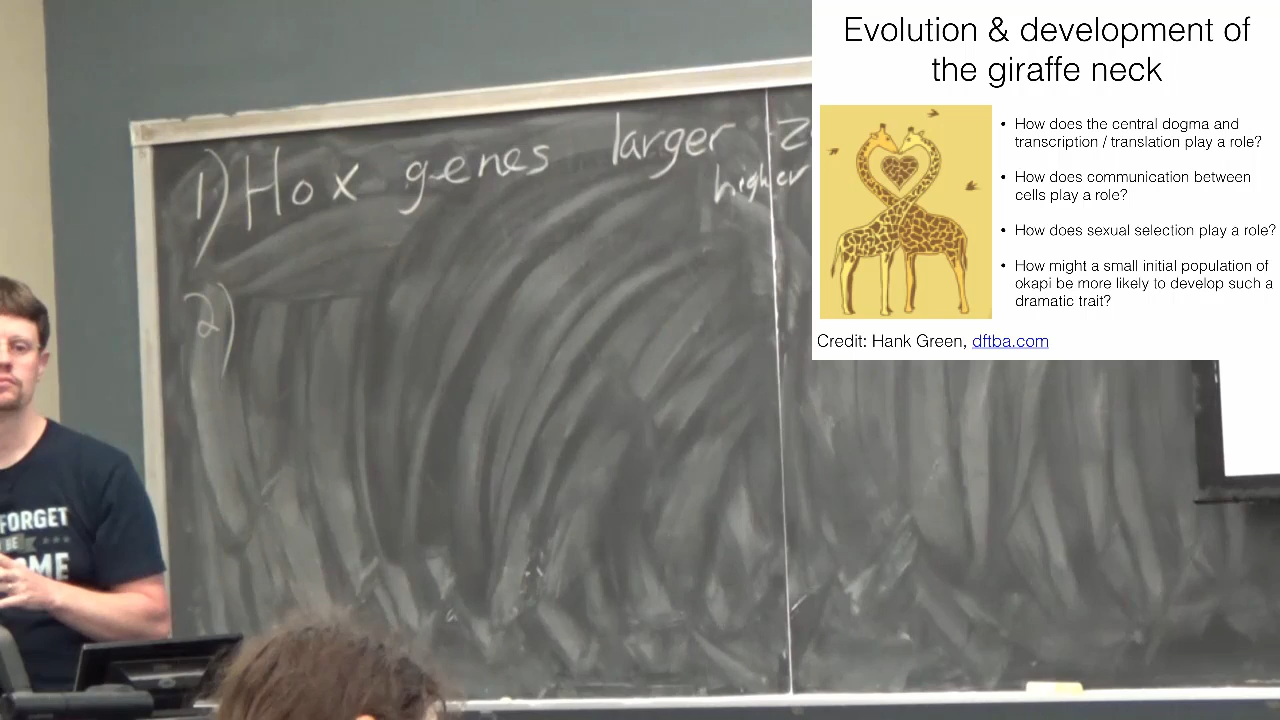 Evolution & development of
the giraffe neck
• How does the central dogma and
transcription / translation play a role?
• How does communication between
cells play a role?
• How does sexual selection play a role?
• How might a small initial population of
okapi be more likely to develop such a
dramatic trait?
Credit: Hank Green, dftba.com
1) Hox genes larger
higher
2)
FORGET